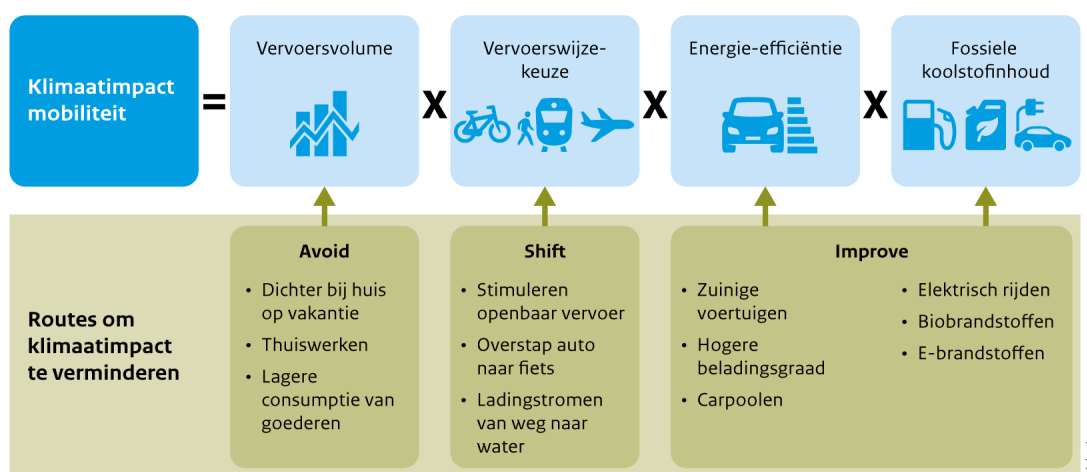 Klimaatimpact
mobiliteit
=
Vervoersvolume
X
Vervoerswijze-
keuze
X
Energie-efficiëntie
X
Fossiele
koolstofinhoud
Routes om
klimaatimpact
te verminderen
Avoid
• Dichter bij huis
op vakantie
• Thuiswerken
• Lagere
consumptie van
goederen
Shift
• Stimuleren
openbaar vervoer
• Overstap auto
naar fiets
• Ladingstromen
van weg naar
water
Improve
• Zuinige
voertuigen
• Hogere
beladingsgraad
• Carpoolen
• Elektrisch rijden
• Biobrandstoffen
• E-brandstoffen